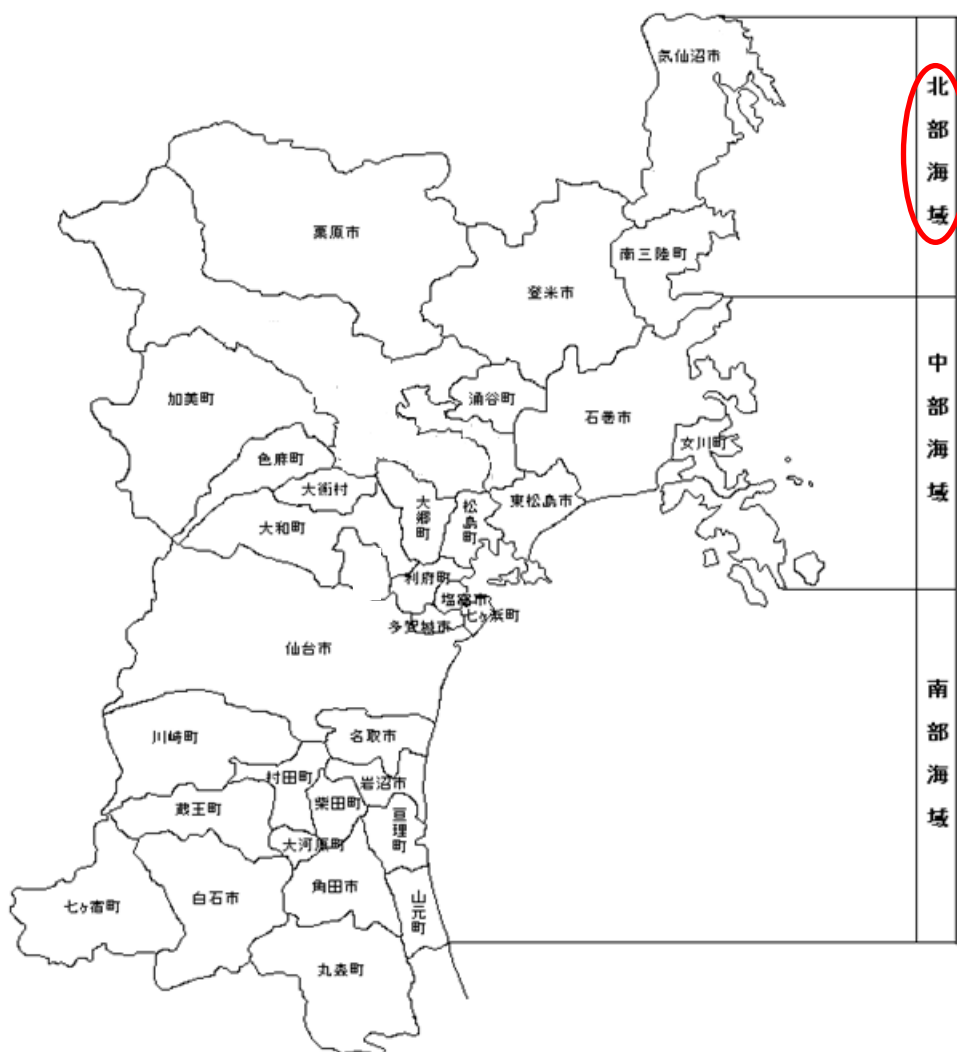 気仙沼市
北部海域
栗原市
南三陸町
登米市
中部海域
加美町
涌谷町
石巻市
女川町
色麻町
大衡村
東松島市
大郷町
松島町
大和町
利府町
塩竈市
七ヶ浜町
多賀城市
仙台市
南部海域
川崎町
名取市
村田町
岩沼市
柴田町
蔵王町
亘理町
大河原町
角田市
白石市
七ヶ宿町
山元町
丸森町